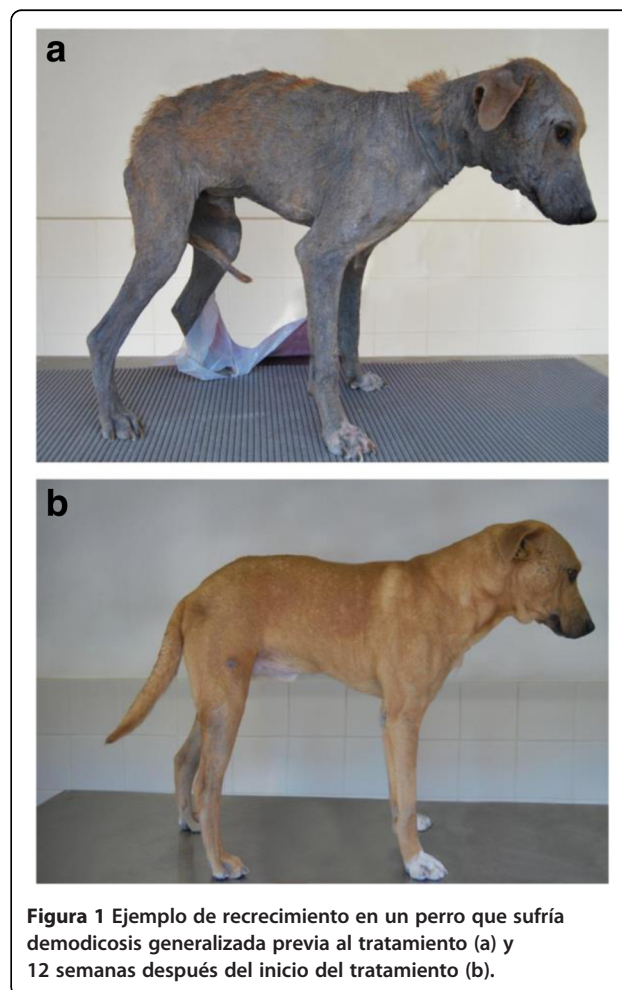 a
b
Figura 1 Ejemplo de recrecimiento en un perro que sufría
demodicosis generalizada previa al tratamiento (a) y
12 semanas después del inicio del tratamiento (b).